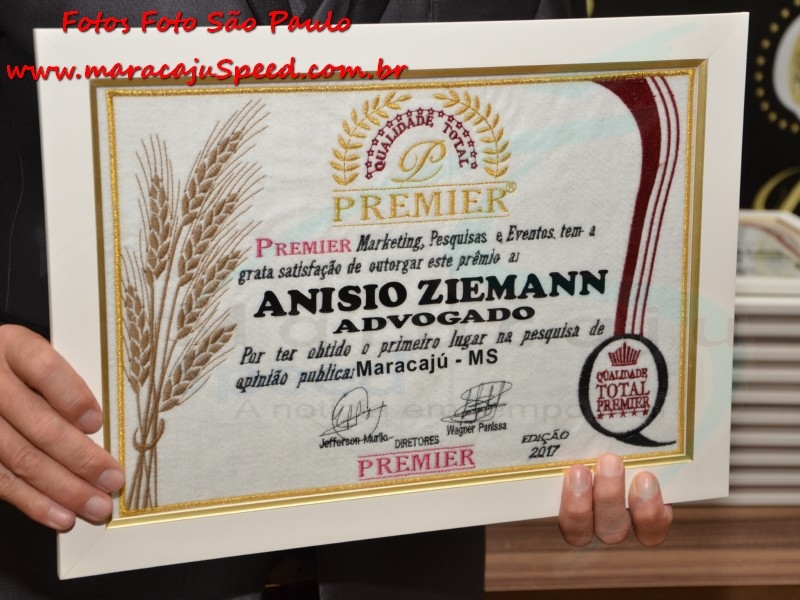 Fotos Foto São Paulo
www.maracajuSpeed.com.br
QUALIDADE TOTAL
P
PREMIER®
PREMIER Marketing, Pesquisas e Eventos, tem a
grata satisfação de outorgar este prêmio a:
ANISIO ZIEMANN
ADVOGADO
Por ter obtido o primeiro lugar na pesquisa de
opinião publica: Maracajú - MS
Jefferson Murilo DIRETORES Wagner Panissa
EDIÇÃO
2017
PREMIER
QUALIDADE
TOTAL
PREMIER